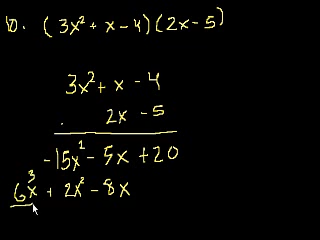 10. (3x² + x - 4)(2x - 5)
3x² + x - 4
. 2x - 5
-15x² - 5x + 20
6x³ + 2x² - 8x